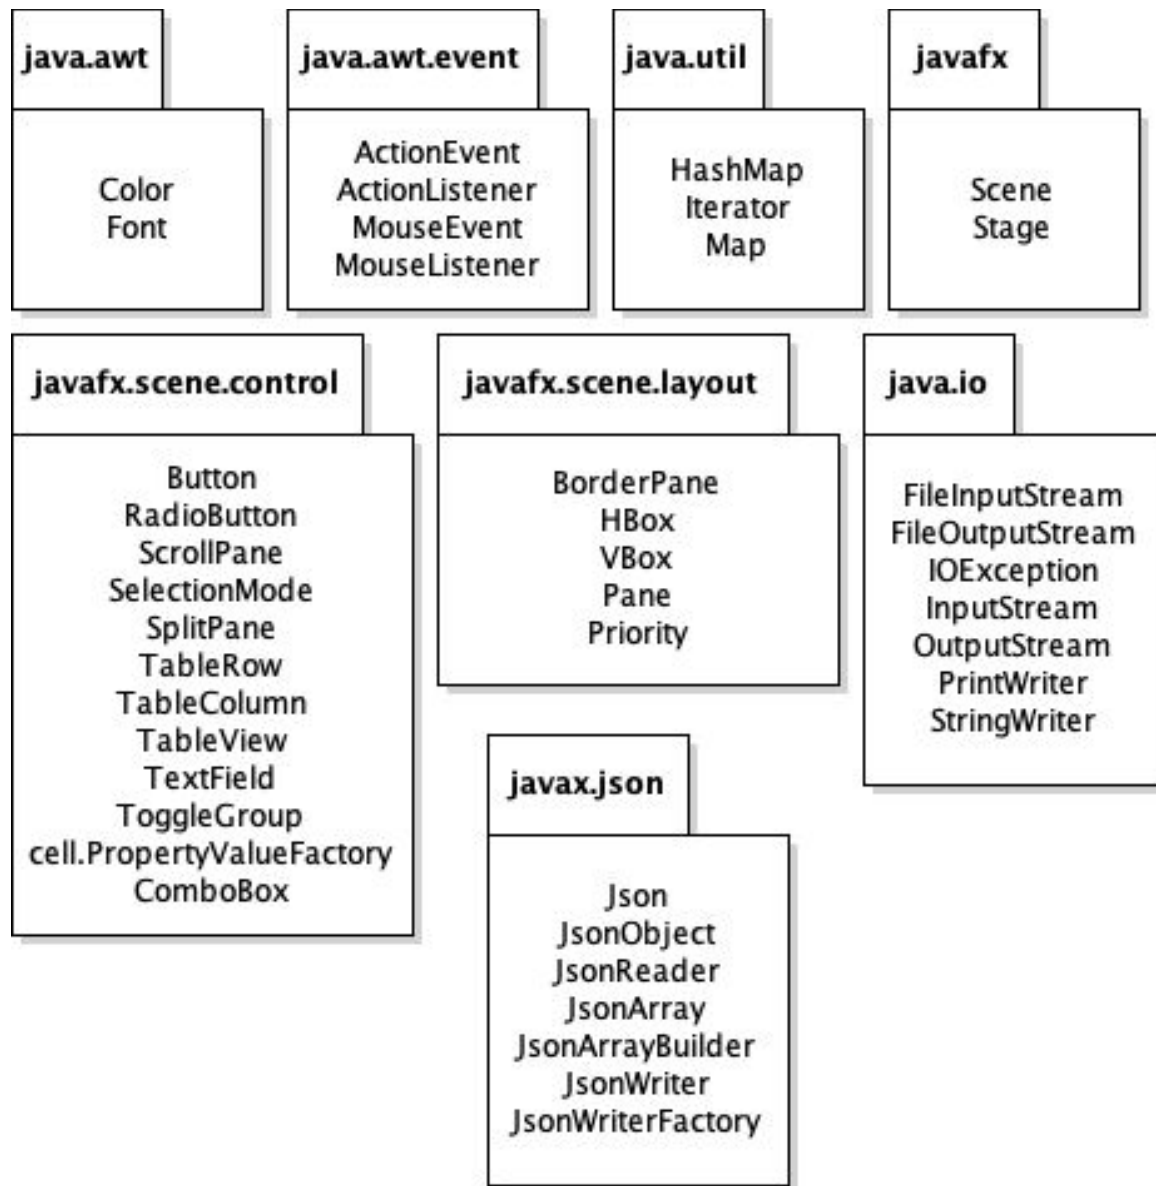 java.awt
Color
Font
java.awt.event
ActionEvent
ActionListener
MouseEvent
MouseListener
java.util
HashMap
Iterator
Map
javafx
Scene
Stage
javafx.scene.control
Button
RadioButton
ScrollPane
SelectionMode
SplitPane
TableRow
TableColumn
TableView
TextField
ToggleGroup
cell.PropertyValueFactory
ComboBox
javafx.scene.layout
BorderPane
HBox
VBox
Pane
Priority
java.io
FileInputStream
FileOutputStream
IOException
InputStream
OutputStream
PrintWriter
StringWriter
javax.json
Json
JsonObject
JsonReader
JsonArray
JsonArrayBuilder
JsonWriter
JsonWriterFactory